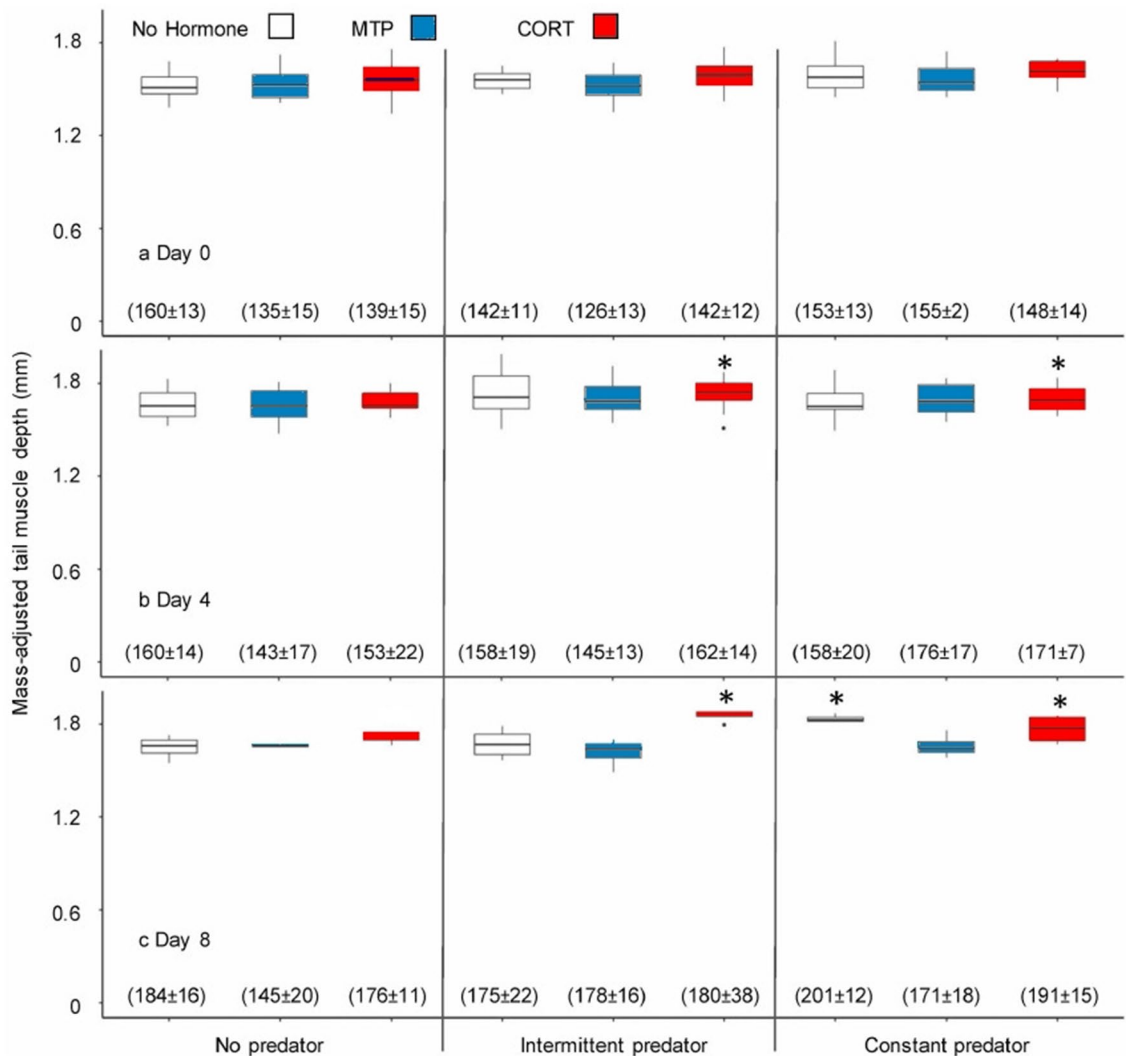 No Hormone MTP CORT
Mass-adjusted tail muscle depth (mm)
1.8
1.2
0.6
a Day 0
(160±13) (135±15) (139±15) (142±11) (126±13) (142±12) (153±13) (155±2) (148±14)
0
* *
1.8
1.2
0.6
b Day 4
(160±14) (143±17) (153±22) (158±19) (145±13) (162±14) (158±20) (176±17) (171±7)
0
* * *
1.8
1.2
0.6
c Day 8
(184±16) (145±20) (176±11) (175±22) (178±16) (180±38) (201±12) (171±18) (191±15)
0
No predator Intermittent predator Constant predator